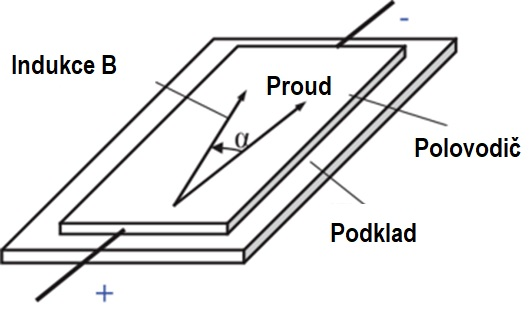 -
Indukce B
Proud
α
Polovodič
Podklad
+